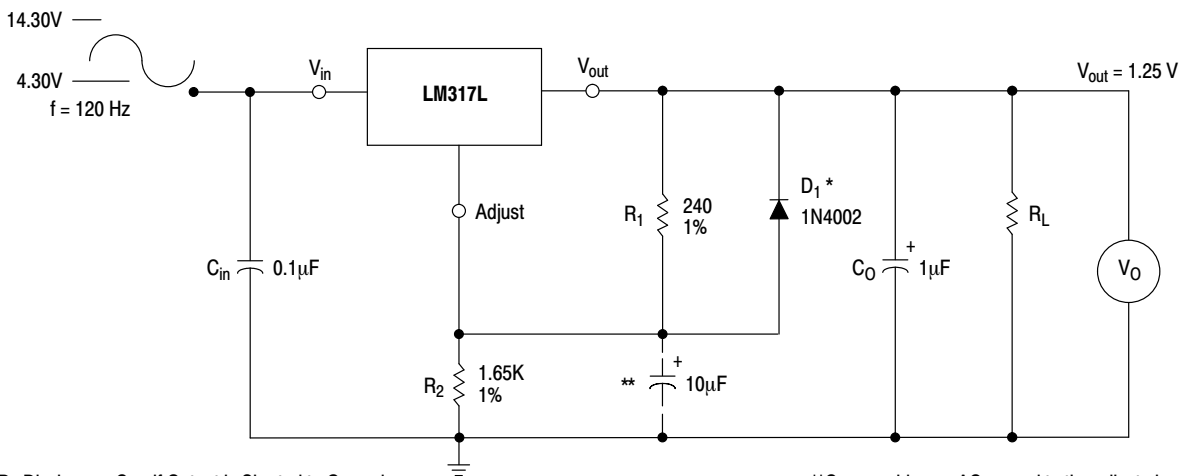 14.30V
4.30V
f = 120 Hz
Vin
LM317L
Vout
Vout = 1.25 V
Adjust
R1
240
1%
D1 *
1N4002
Cin
0.1µF
CO
+
1µF
RL
VO
R2
1.65K
1%
**
+
10µF